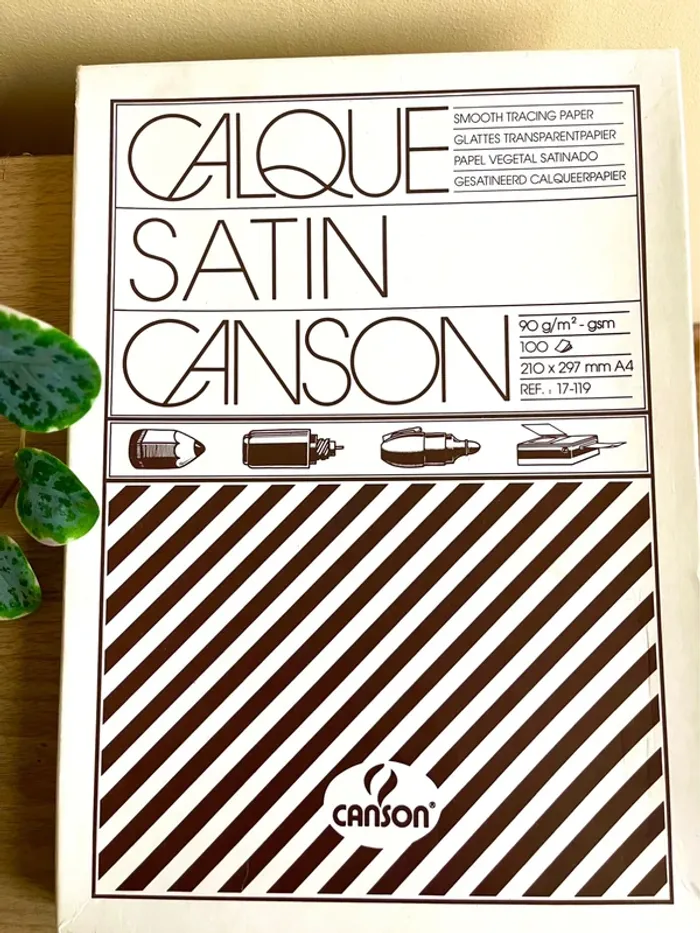 CALQUE
SMOOTH TRACING PAPER
GLATTES TRANSPARENTPAPIER
PAPEL VEGETAL SATINADO
GESATINEERD CALQUEERPAPIER
SATIN
CANSON
90 g/m² - gsm
100
210 x 297 mm A4
REF. : 17-119
CANSON®